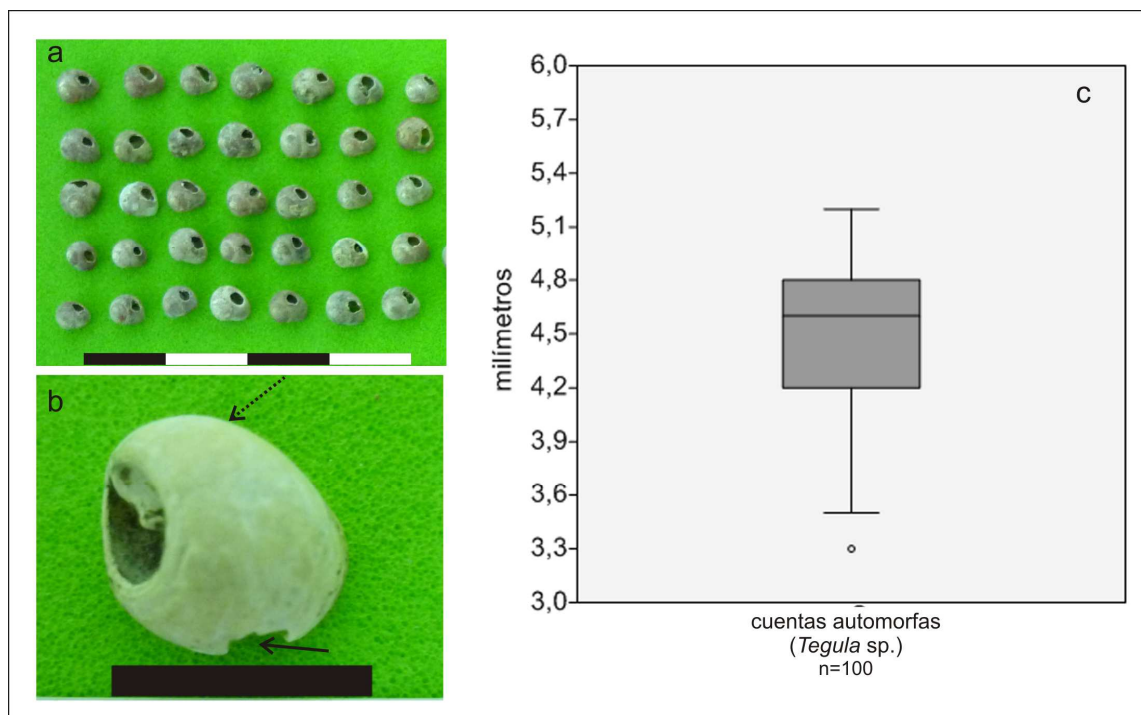 a
b
c
milímetros
6,0
5,7
5,4
5,1
4,8
4,5
4,2
3,9
3,6
3,3
3,0
cuentas automorfas
(Tegula sp.)
n=100